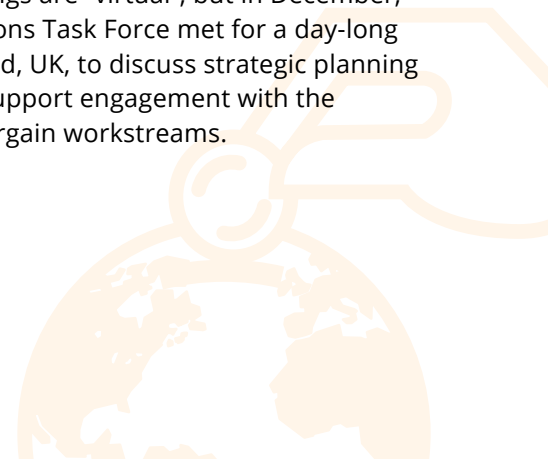 gs are "virtual", but in December,
ons Task Force met for a day-long
d, UK, to discuss strategic planning
upport engagement with the
rgain workstreams.